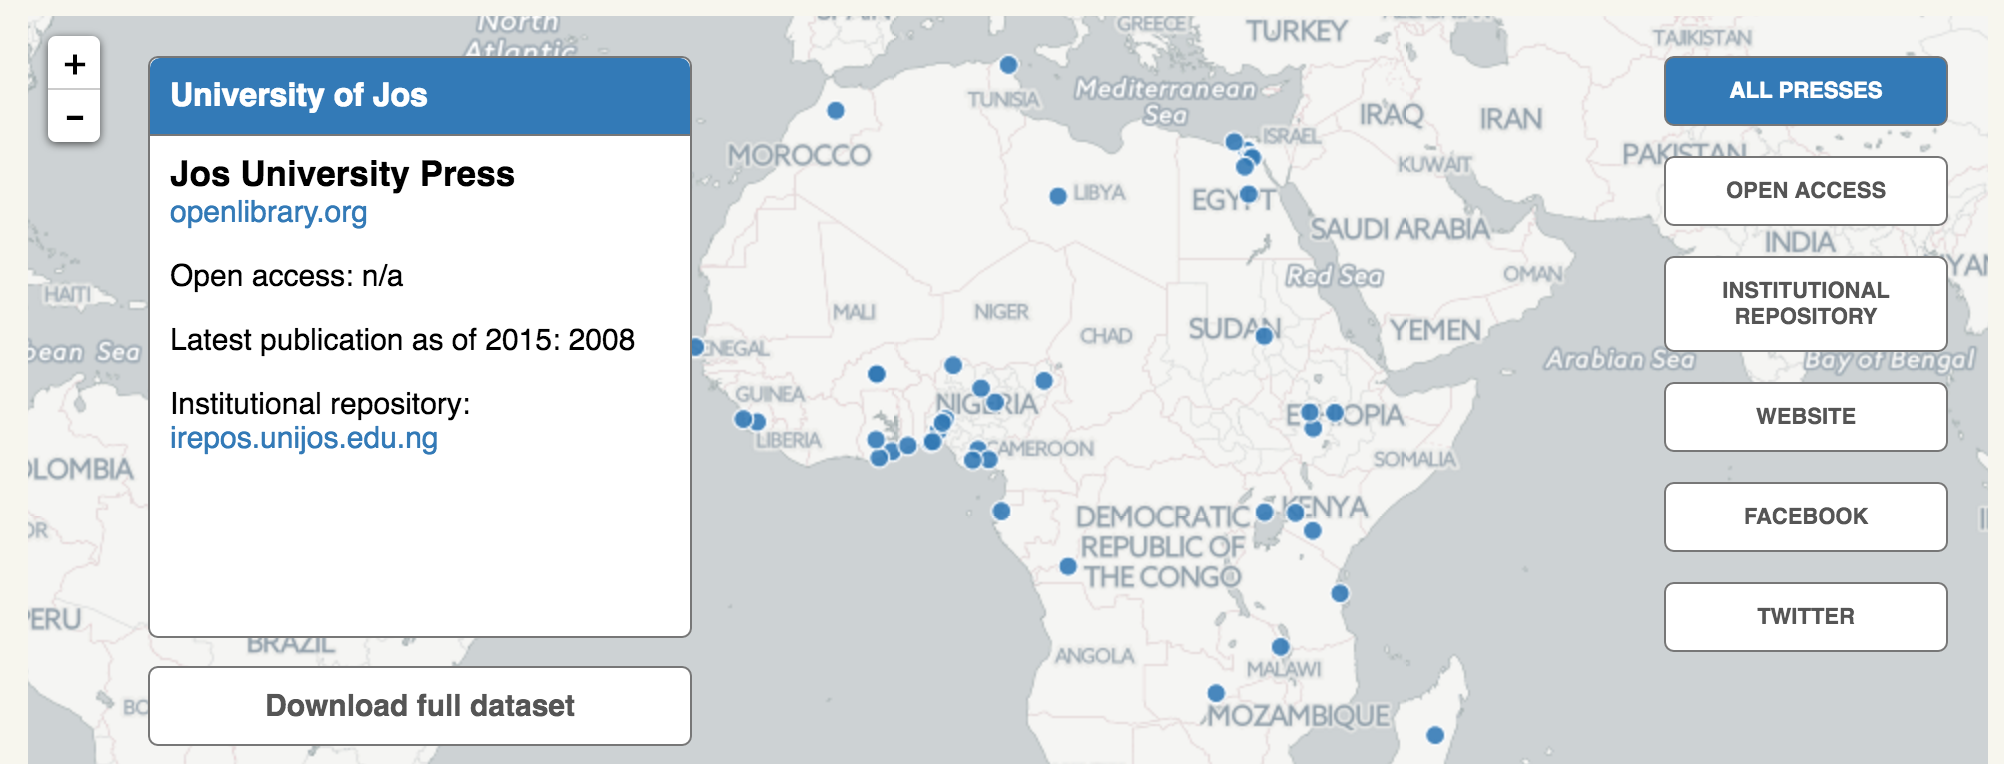 +
−
University of Jos
Jos University Press
openlibrary.org
Open access: n/a
Latest publication as of 2015: 2008
Institutional repository:
irepos.unijos.edu.ng
Download full dataset
ALL PRESSES
OPEN ACCESS
INSTITUTIONAL
REPOSITORY
WEBSITE
FACEBOOK
TWITTER
North
Atlantic
GREECE
TURKEY
TAJIKISTAN
TUNISIA
Mediterranean
Sea
ISRAEL
IRAQ
IRAN
MOROCCO
KUWAIT
PAKISTAN
LIBYA
EGYPT
SAUDI ARABIA
INDIA
Red Sea
OMAN
HAITI
MALI
NIGER
CHAD
SUDAN
YEMEN
ENEGAL
bean Sea
Arabian Sea
Bay of Bengal
GUINEA
NIGERIA
ETHIOPIA
LIBERIA
CAMEROON
SOMALIA
OLOMBIA
KENYA
DEMOCRATIC
REPUBLIC OF
THE CONGO
PERU
BRAZIL
ANGOLA
MALAWI
BO
MOZAMBIQUE